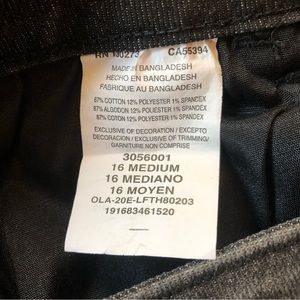 RN 140273 CA55394
MADE IN BANGLADESH
HECHO EN BANGLADESH
FABRIQUE AU BANGLADESH
87% COTTON 12% POLYESTER 1% SPANDEX
87% ALGODON 12% POLYESTER 1% SPANDEX
87% COTON 12% POLYESTER 1% SPANDEX
EXCLUSIVE OF DECORATION / EXCEPTO
DECORACION / EXCLUSIVE OF TRIMMING/
GARNITURE NON COMPRISE
3056001
16 MEDIUM
16 MEDIANO
16 MOYEN
OLA-20E-LFTH80203
191683461520